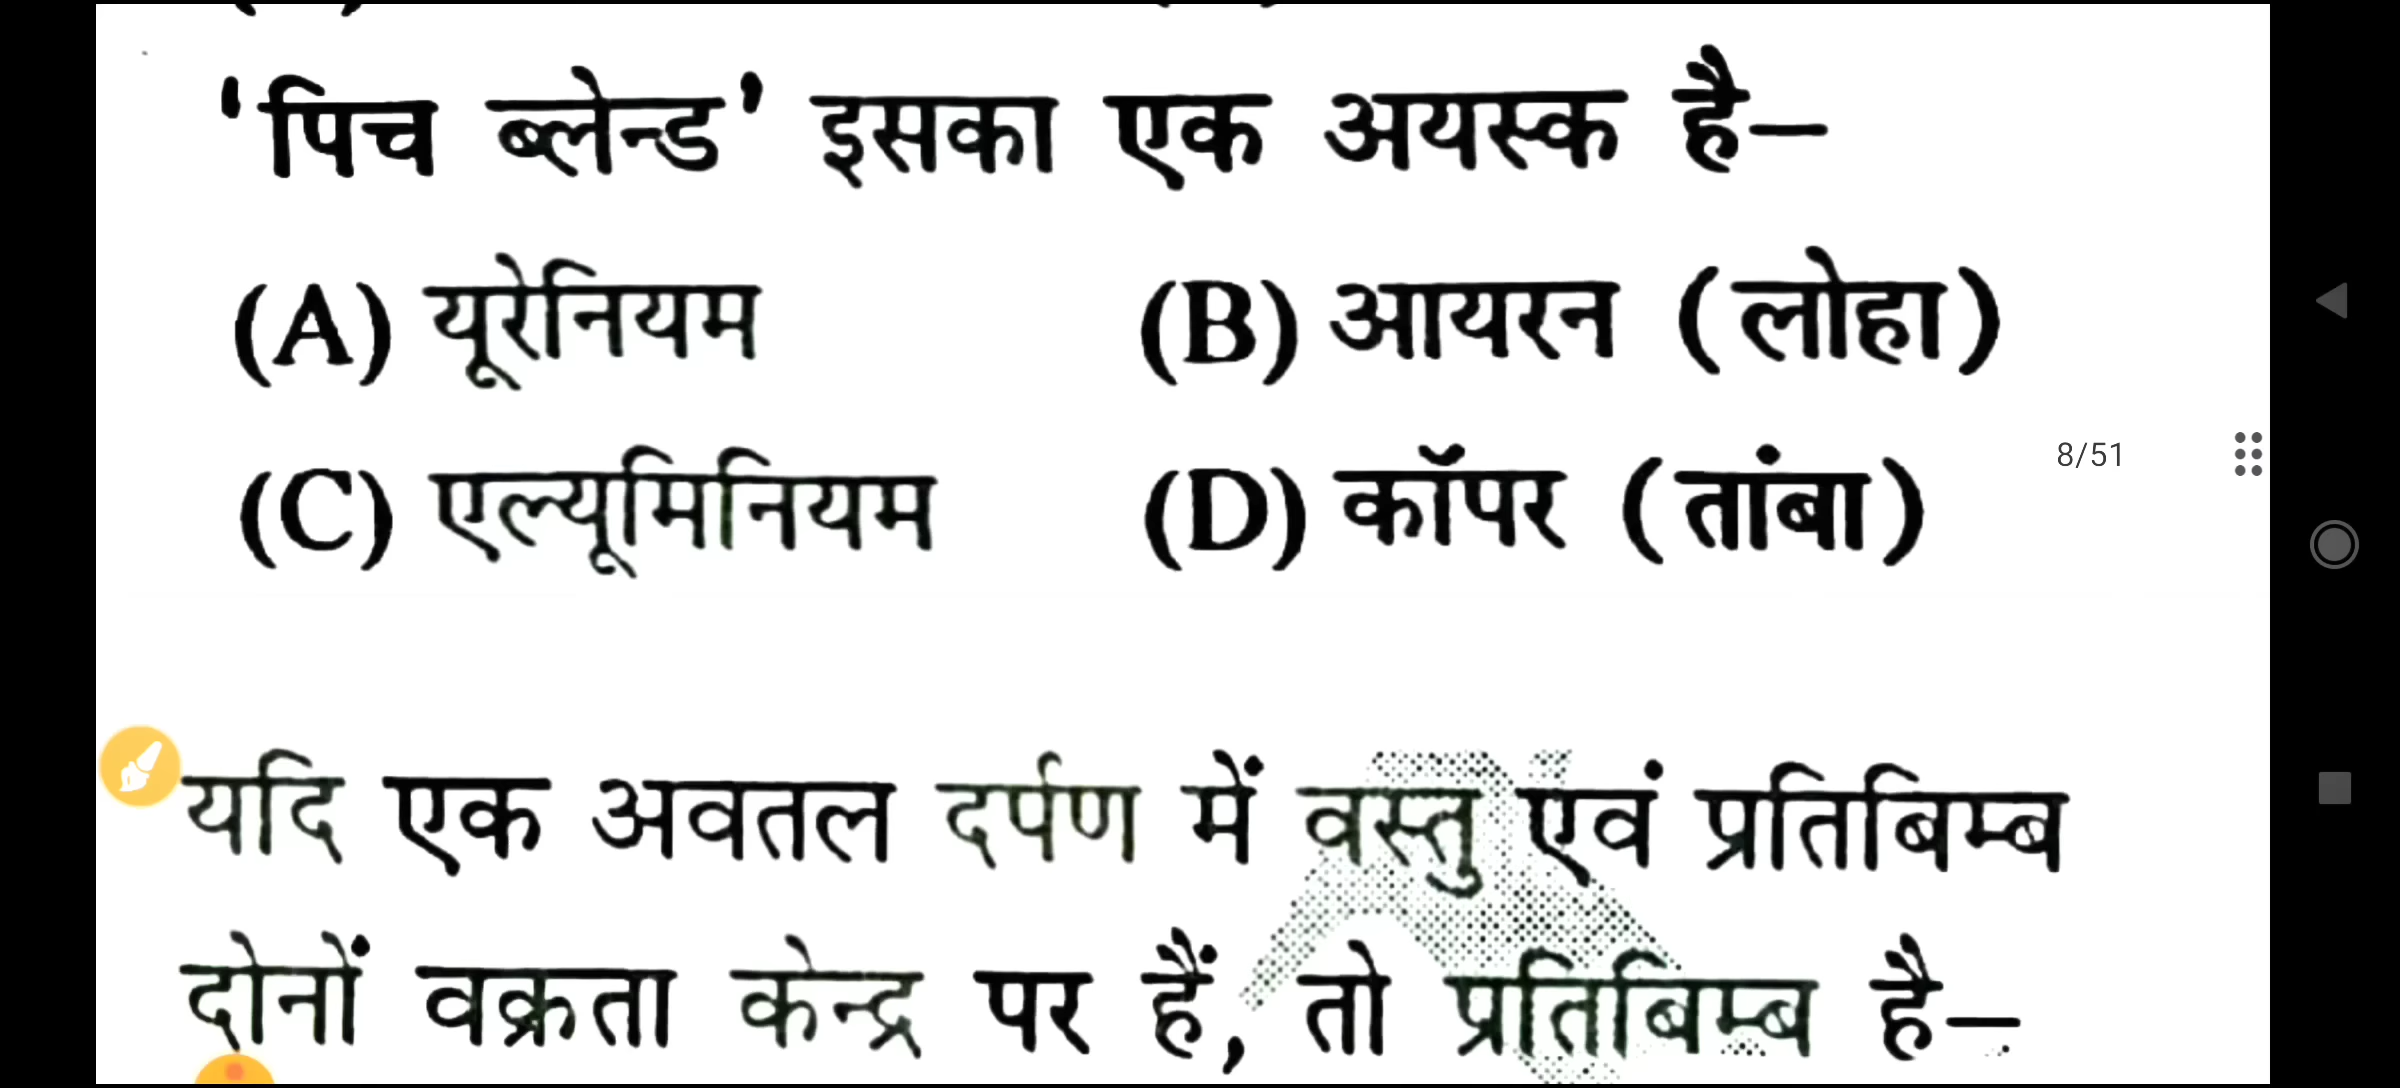 'पिच ब्लेन्ड' इसका एक अयस्क है—
(A) यूरेनियम (B) आयरन (लोहा)
(C) एल्यूमिनियम (D) कॉपर (तांबा)
8/51
यदि एक अवतल दर्पण में वस्तु एवं प्रतिबिम्ब
दोनों वक्रता केन्द्र पर हैं, तो प्रतिबिम्ब है—